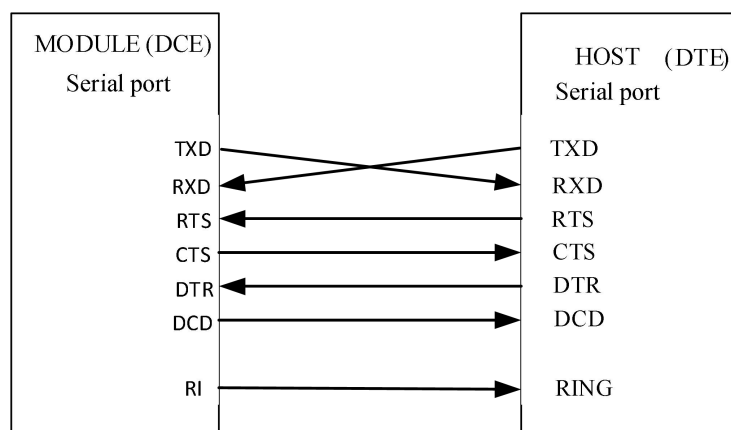 MODULE (DCE)
Serial port
TXD
RXD
RTS
CTS
DTR
DCD
RI
HOST (DTE)
Serial port
TXD
RXD
RTS
CTS
DTR
DCD
RING